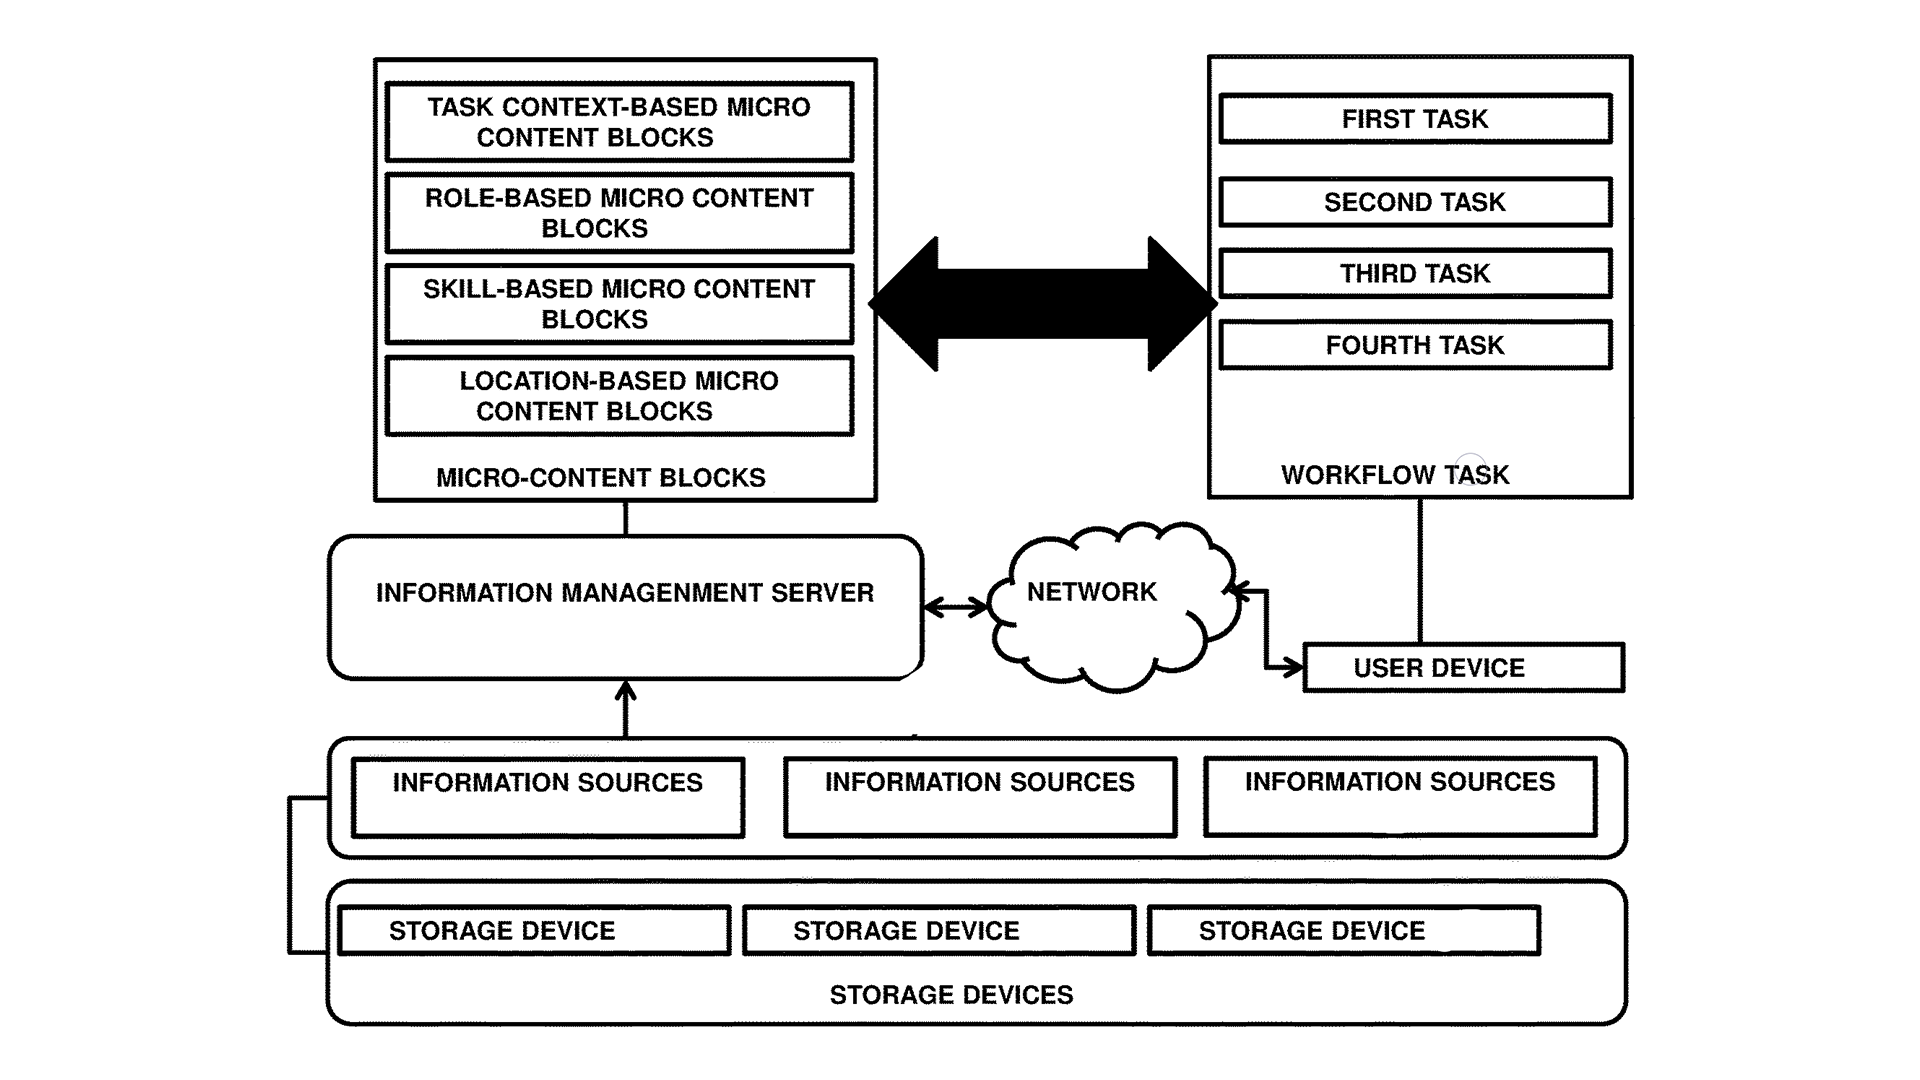 TASK CONTEXT-BASED MICRO
CONTENT BLOCKS
ROLE-BASED MICRO CONTENT
BLOCKS
SKILL-BASED MICRO CONTENT
BLOCKS
LOCATION-BASED MICRO
CONTENT BLOCKS
MICRO-CONTENT BLOCKS
FIRST TASK
SECOND TASK
THIRD TASK
FOURTH TASK
WORKFLOW TASK
INFORMATION MANAGENMENT SERVER
NETWORK
USER DEVICE
INFORMATION SOURCES
INFORMATION SOURCES
INFORMATION SOURCES
STORAGE DEVICE
STORAGE DEVICE
STORAGE DEVICE
STORAGE DEVICES